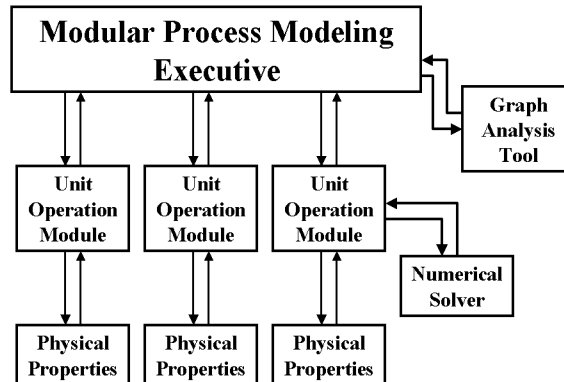 Modular Process Modeling
Executive
Graph
Analysis
Tool
Unit
Operation
Module
Unit
Operation
Module
Unit
Operation
Module
Numerical
Solver
Physical
Properties
Physical
Properties
Physical
Properties